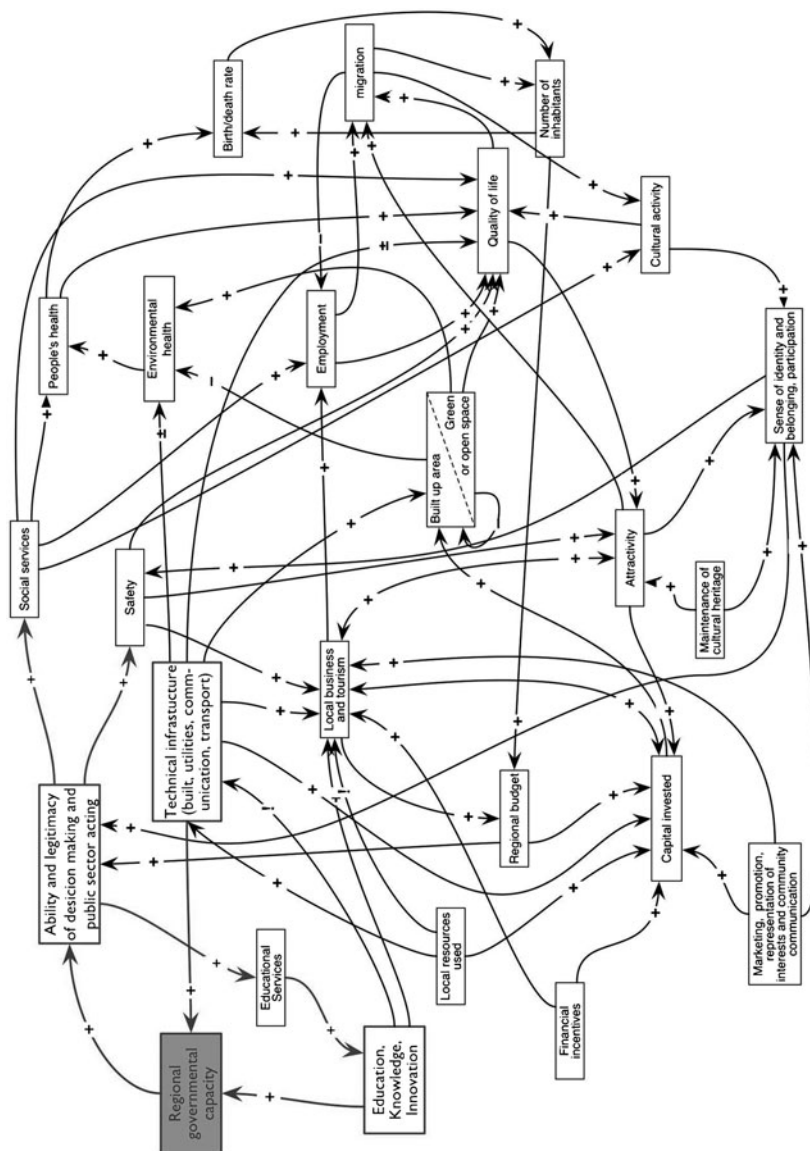 Social services
Ability and legitimacy
of desicion making and
public sector acting
People's health
Safety
Environmental
health
Technical infrastucture
(built, utilities, comm-
unication, transport)
Regional
governmental
capacity
Birth/death rate
Educational
Services
Employment
Local business
and tourism
migration
Education,
Knowledge,
Innovation
Built up area
Green
or open space
Local resources
used
Quality of life
Regional budget
Number of
inhabitants
Financial
incentives
Attractivity
Cultural activity
Capital invested
Maintenance of
cultural heritage
Sense of identity and
belonging, participation
Marketing, promotion,
representation of
interests and community
communication